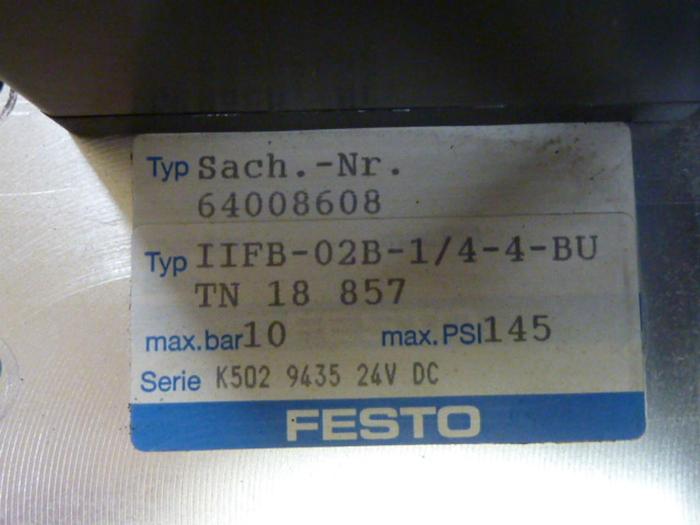 Typ Sach.-Nr.
64008608
Typ IIFB-02B-1/4-4-BU
TN 18 857
max.bar10 max.PSI145
Serie K502 9435 24V DC
FESTO